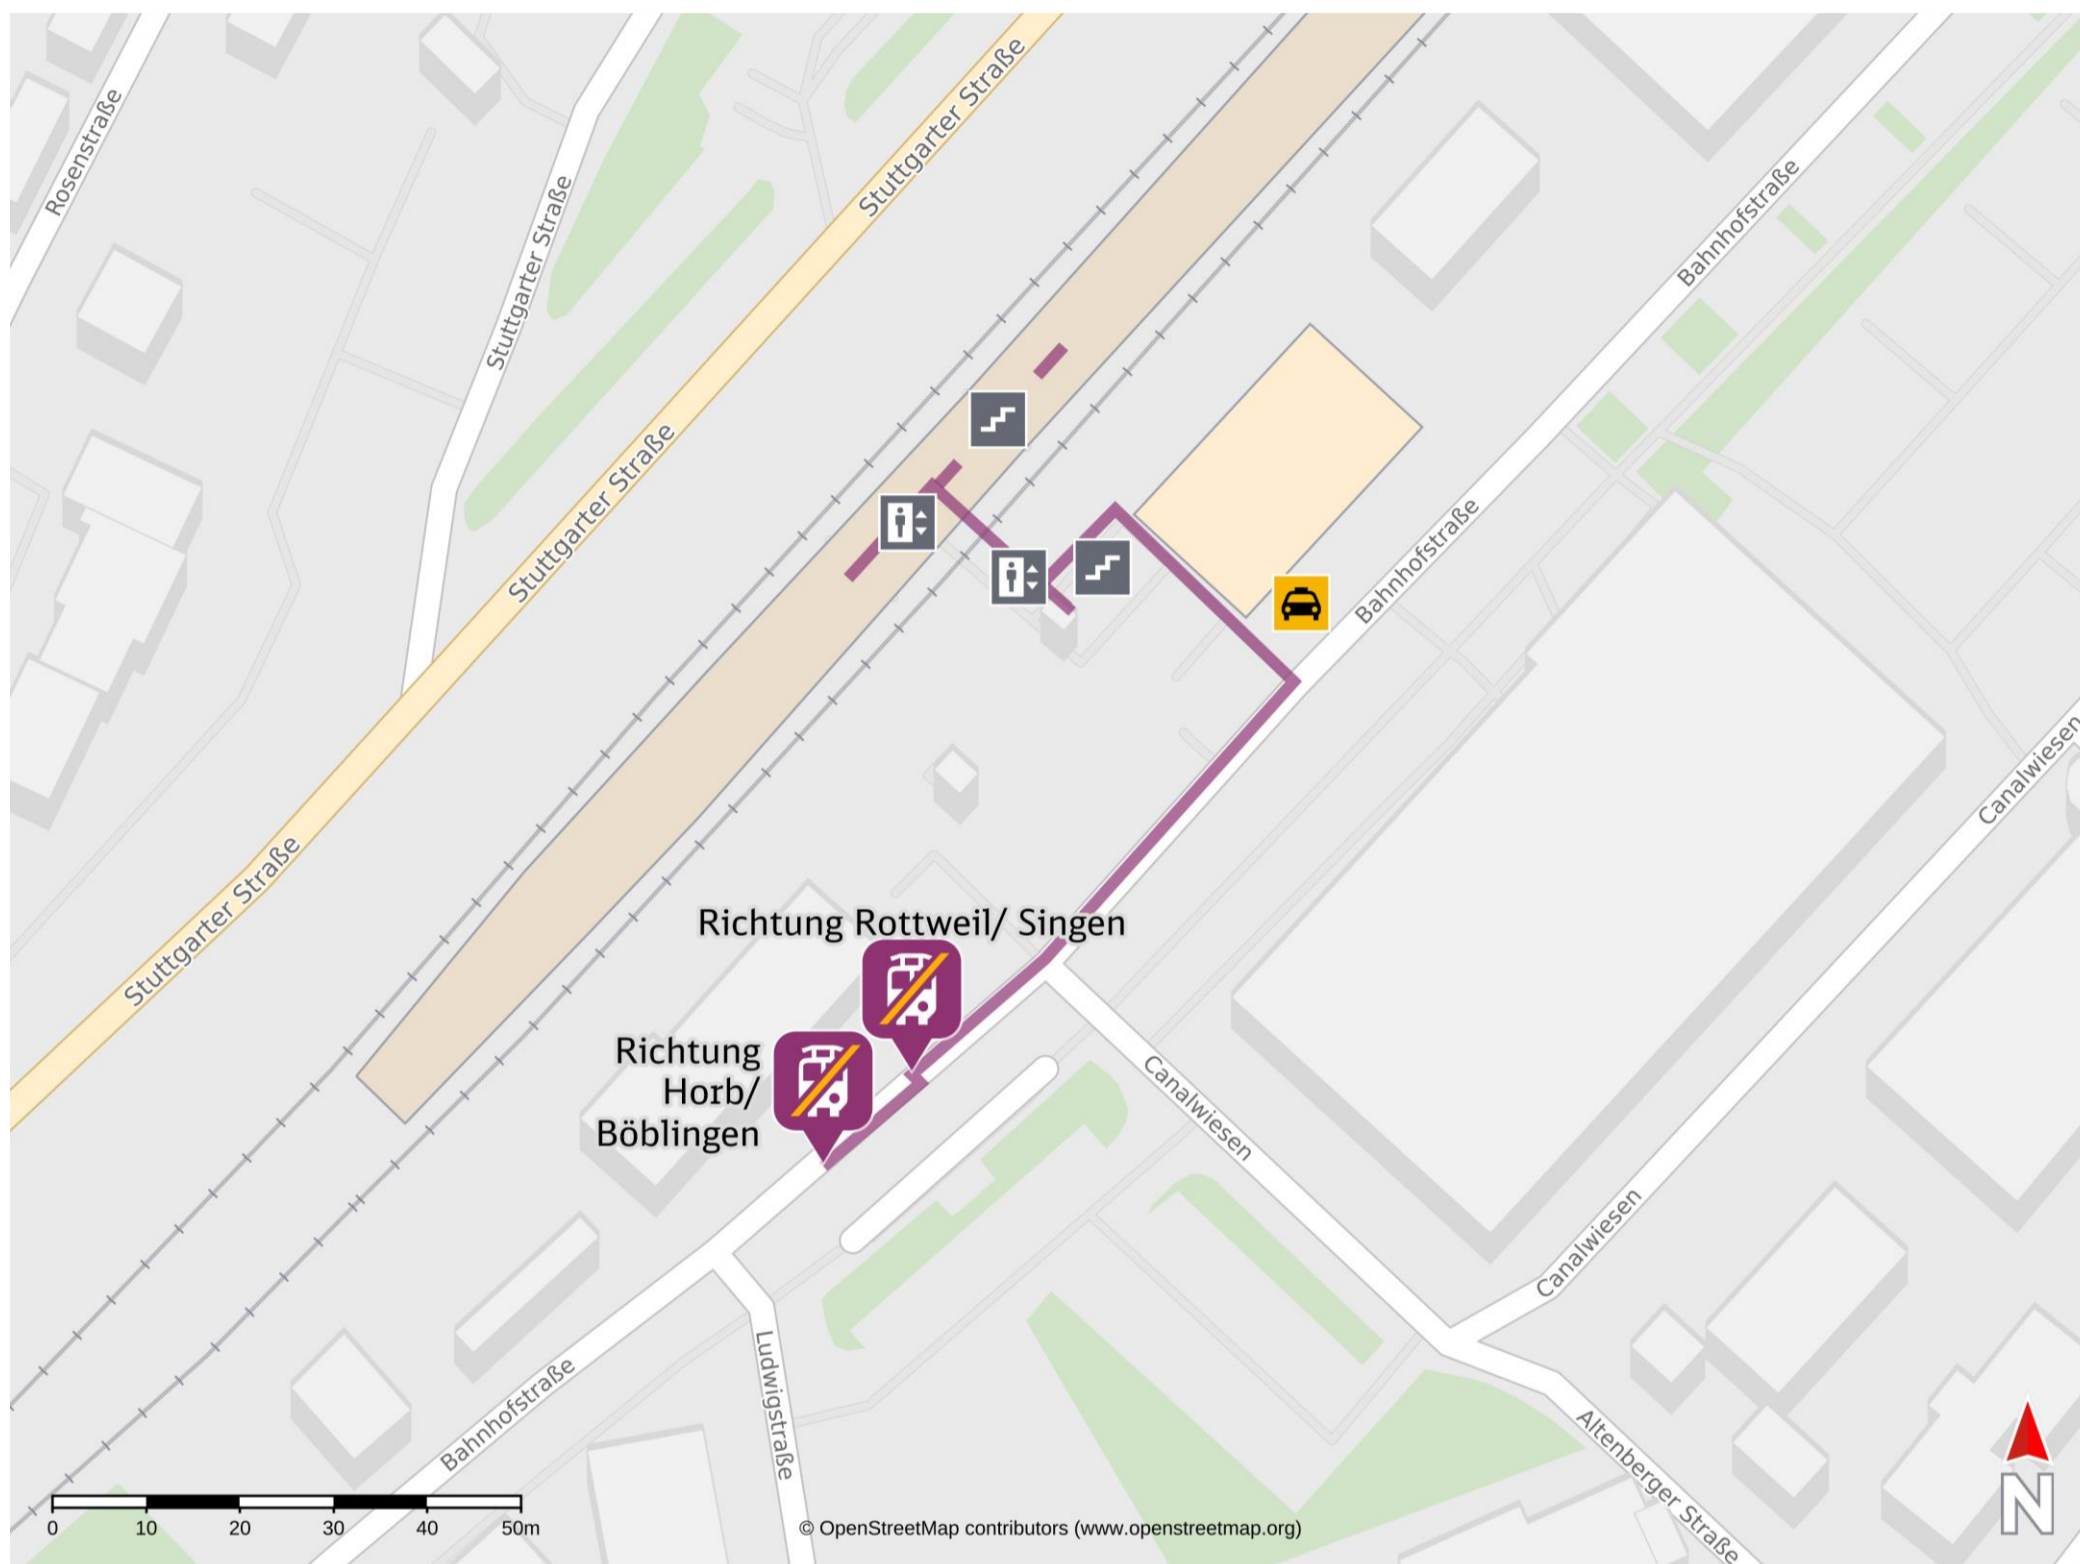 Rosenstraße
Stuttgarter Straße
Stuttgarter Straße
Bahnhofstraße
Stuttgarter Straße
Bahnhofstraße
Canalwiesen
Stuttgarter Straße
Richtung Rottweil/ Singen
Richtung
Horb/
Böblingen
Canalwiesen
Canalwiesen
Bahnhofstraße
Ludwigstraße
Altenberger Straße
N
0 10 20 30 40 50m
© OpenStreetMap contributors (www.openstreetmap.org)